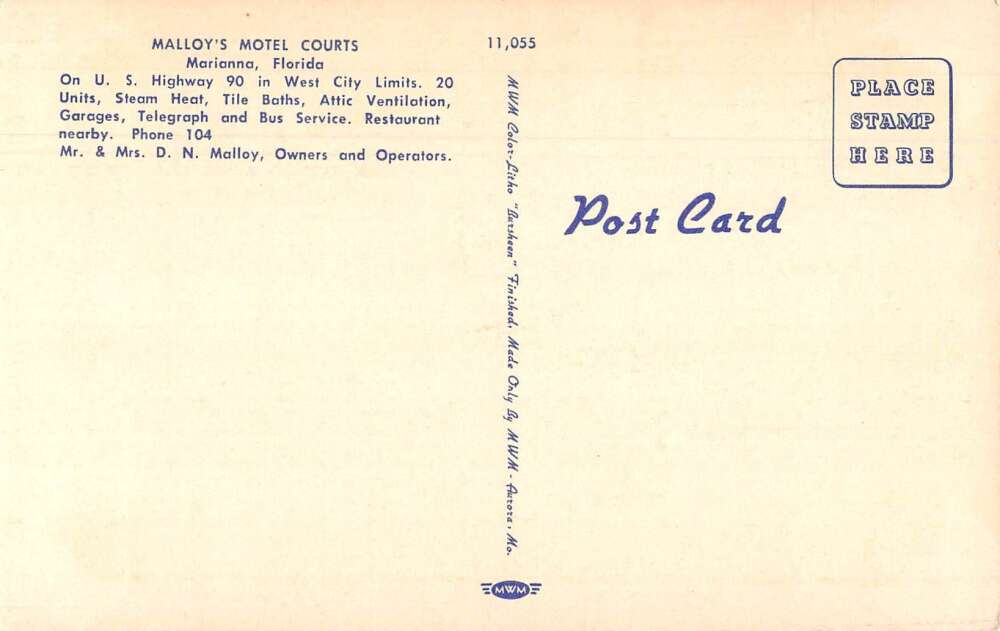 MALLOY'S MOTEL COURTS
Marianna, Florida
On U. S. Highway 90 in West City Limits. 20
Units, Steam Heat, Tile Baths, Attic Ventilation,
Garages, Telegraph and Bus Service. Restaurant
nearby. Phone 104
Mr. & Mrs. D. N. Malloy, Owners and Operators.
11,055
MWM Color-Litho "Bursheen" Finished, Made Only By MWM - Aurora, Mo.
MWM
Post Card
PLACE
STAMP
HERE